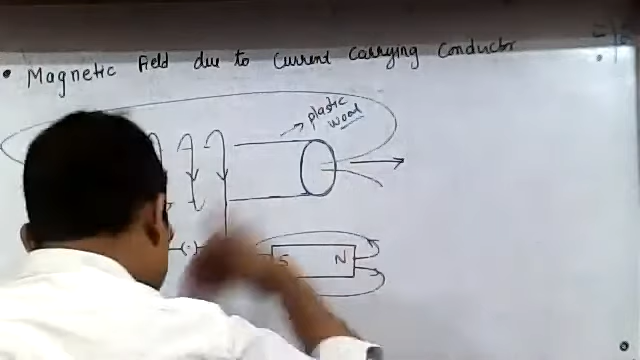 • Magnetic Field due to Current Carrying Conductor
plastic
wood
S N